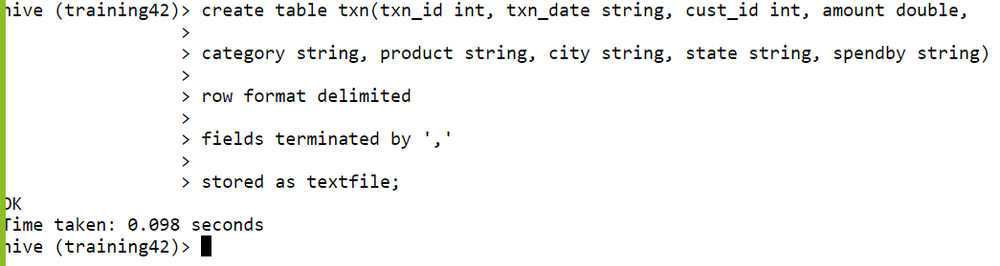 hive (training42)> create table txn(txn_id int, txn_date string, cust_id int, amount double,
>
> category string, product string, city string, state string, spendby string)
>
> row format delimited
>
> fields terminated by ','
>
> stored as textfile;
OK
Time taken: 0.098 seconds
hive (training42)>